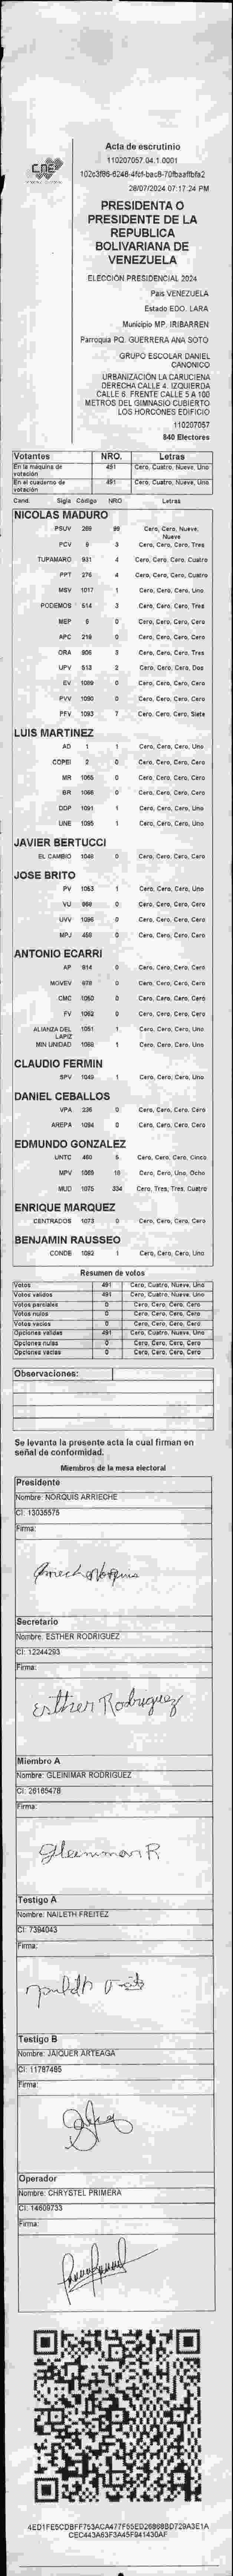 CNE
Acta de escrutinio
110207057.04.1.0001
28/07/2024 07:17:24 PM
PRESIDENTA O
PRESIDENTE DE LA
REPUBLICA
BOLIVARIANA DE
VENEZUELA
ELECCION PRESIDENCIAL 2024
Pais VENEZUELA
Estado EDO. LARA
Municipio MP. IRIBARREN
Parroquia PQ. GUERRERA ANA SOTO
GRUPO ESCOLAR DANIEL
CANONICO
URBANIZACIÓN LA CARUCIENA
DERECHA CALLE 4. IZQUIERDA
CALLE 6. FRENTE CALLE 5 A 100
METROS DEL GIMNASIO CUBIERTO
LOS HORCONES EDIFICIO
110207057
840 Electores
Votantes NRO. Letras
En la máquina de votación 491 Cero, Cuatro, Nueve, Uno
En el cuaderno de votación 491 Cero, Cuatro, Nueve, Uno
Cand. Sigla Codigo NRO Letras
NICOLAS MADURO
PSUV 269 99 Cero, Cero, Nueve, Nueve
PCV 9 3 Cero, Cero, Cero, Tres
TUPAMARO 931 4 Cero, Cero, Cero, Cuatro
PPT 276 4 Cero, Cero, Cero, Cuatro
MSV 1017 1 Cero, Cero, Cero, Uno
PODEMOS 514 3 Cero, Cero, Cero, Tres
MEP 6 0 Cero, Cero, Cero, Cero
APC 219 0 Cero, Cero, Cero, Cero
ORA 906 3 Cero, Cero, Cero, Tres
UPV 513 2 Cero, Cero, Cero, Dos
EV 1089 0 Cero, Cero, Cero, Cero
PVV 1090 0 Cero, Cero, Cero, Cero
PFV 1093 7 Cero, Cero, Cero, Siete
LUIS MARTINEZ
AD 1 1 Cero, Cero, Cero, Uno
COPEI 2 0 Cero, Cero, Cero, Cero
MR 1065 0 Cero, Cero, Cero, Cero
BR 1068 0 Cero, Cero, Cero, Cero
DDP 1091 1 Cero, Cero, Cero, Uno
UNE 1095 1 Cero, Cero, Cero, Uno
JAVIER BERTUCCI
EL CAMBIO 1048 0 Cero, Cero, Cero, Cero
JOSE BRITO
PV 1053 1 Cero, Cero, Cero, Uno
VU 968 0 Cero, Cero, Cero, Cero
UVV 1096 0 Cero, Cero, Cero, Cero
MPJ 459 0 Cero, Cero, Cero, Cero
ANTONIO ECARRI
AP 914 0 Cero, Cero, Cero, Cero
MOVEV 978 0 Cero, Cero, Cero, Cero
CMC 1050 0 Cero, Cero, Cero, Cero
FV 1062 0 Cero, Cero, Cero, Cero
ALIANZA DEL LAPIZ 1051 1 Cero, Cero, Cero, Uno
MIN UNIDAD 1088 1 Cero, Cero, Cero, Uno
CLAUDIO FERMIN
SPV 1049 1 Cero, Cero, Cero, Uno
DANIEL CEBALLOS
VPA 236 0 Cero, Cero, Cero, Cero
AREPA 1094 0 Cero, Cero, Cero, Cero
EDMUNDO GONZALEZ
UNTC 460 5 Cero, Cero, Cero, Cinco
MPV 1069 18 Cero, Cero, Uno, Ocho
MUD 1075 334 Cero, Tres, Tres, Cuatro
ENRIQUE MARQUEZ
CENTRADOS 1073 0 Cero, Cero, Cero, Cero
BENJAMIN RAUSSEO
CONDE 1092 1 Cero, Cero, Cero, Uno
Resumen de votos
Votos 491 Cero, Cuatro, Nueve, Uno
Votos validos 491 Cero, Cuatro, Nueve, Uno
Votos parciales 0 Cero, Cero, Cero, Cero
Votos nulos 0 Cero, Cero, Cero, Cero
Votos vacios 0 Cero, Cero, Cero, Cero
Opciones validas 491 Cero, Cuatro, Nueve, Uno
Opciones nulas 0 Cero, Cero, Cero, Cero
Opciones vacias 0 Cero, Cero, Cero, Cero
Observaciones:
Se levanta la presente acta la cual firman en
señal de conformidad.
Miembros de la mesa electoral
Presidente
Nombre: NORQUIS ARRIECHE
CI: 13035575
Firma:
Secretario
Nombre: ESTHER RODRIGUEZ
CI: 12244293
Firma:
Esther Rodriguez
Miembro A
Nombre: GLEINIMAR RODRIGUEZ
CI: 26165478
Firma:
Gleinimar R
Testigo A
Nombre: NAILETH FREITEZ
CI: 7394043
Firma:
Testigo B
Nombre: JAIQUER ARTEAGA
CI: 11787485
Firma:
Operador
Nombre: CHRYSTEL PRIMERA
CI: 14609733
Firma: